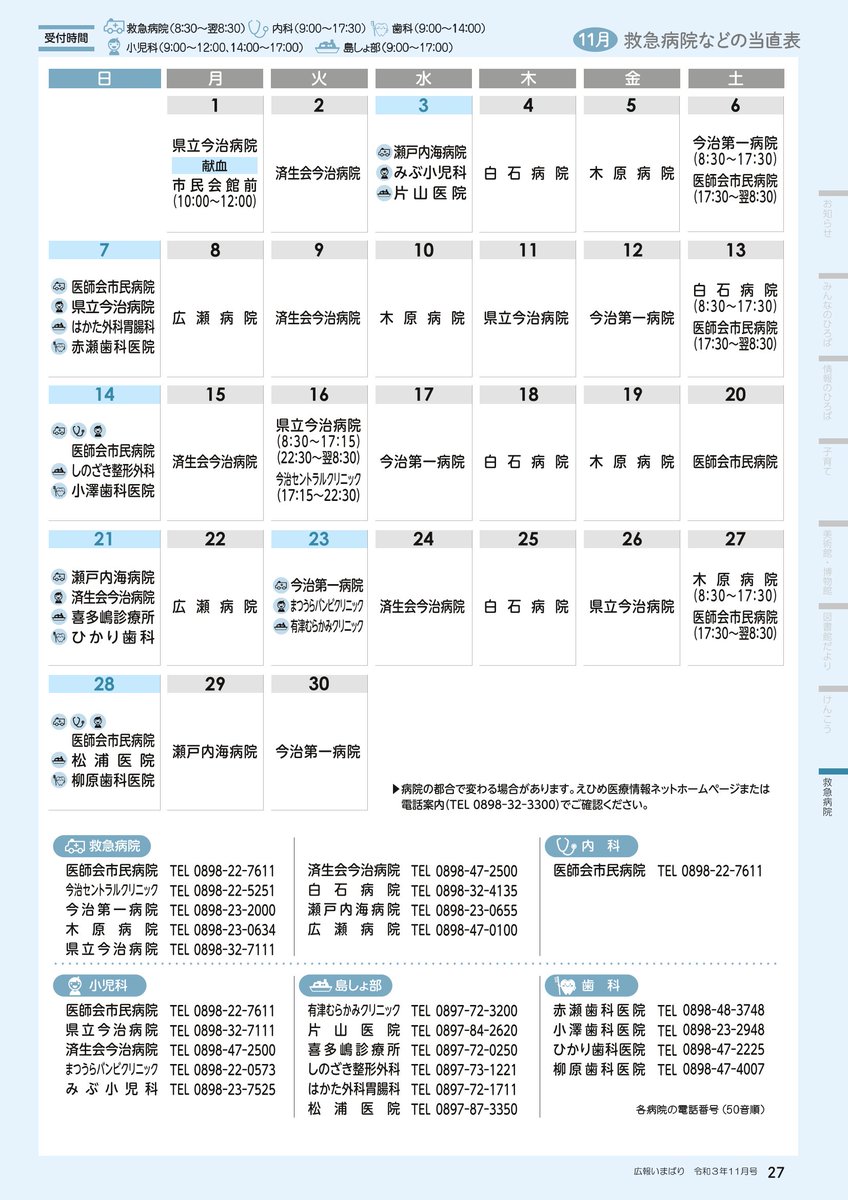 受付時間
救急病院(8:30〜翌8:30) 内科(9:00〜17:30) 歯科(9:00〜14:00)
小児科(9:00〜12:00、14:00〜17:00) 島しょ部(9:00〜17:00)
11月 救急病院などの当直表
日 月 火 水 木 金 土
1
県立今治病院
献血
市民会館前
(10:00〜12:00)
2
済生会今治病院
3
瀬戸内海病院
みぶ小児科
片山医院
4
白石病院
5
木原病院
6
今治第一病院
(8:30〜17:30)
医師会市民病院
(17:30〜翌8:30)
7
医師会市民病院
県立今治病院
はかた外科胃腸科
赤瀬歯科医院
8
広瀬病院
9
済生会今治病院
10
木原病院
11
県立今治病院
12
今治第一病院
13
白石病院
(8:30〜17:30)
医師会市民病院
(17:30〜翌8:30)
14
医師会市民病院
しのざき整形外科
小澤歯科医院
15
済生会今治病院
16
県立今治病院
(8:30〜17:15)
(22:30〜翌8:30)
今治セントラルクリニック
(17:15〜22:30)
17
今治第一病院
18
白石病院
19
木原病院
20
医師会市民病院
21
瀬戸内海病院
済生会今治病院
喜多嶋診療所
ひかり歯科
22
広瀬病院
23
今治第一病院
まつうらバンビクリニック
有津むらかみクリニック
24
済生会今治病院
25
白石病院
26
県立今治病院
27
木原病院
(8:30〜17:30)
医師会市民病院
(17:30〜翌8:30)
28
医師会市民病院
松浦医院
柳原歯科医院
29
瀬戸内海病院
30
今治第一病院
▶病院の都合で変わる場合があります。えひめ医療情報ネットホームページまたは
電話案内(TEL 0898-32-3300)でご確認ください。
救急病院
医師会市民病院 TEL 0898-22-7611
今治セントラルクリニック TEL 0898-22-5251
今治第一病院 TEL 0898-23-2000
木原病院 TEL 0898-23-0634
県立今治病院 TEL 0898-32-7111
済生会今治病院 TEL 0898-47-2500
白石病院 TEL 0898-32-4135
瀬戸内海病院 TEL 0898-23-0655
広瀬病院 TEL 0898-47-0100
内科
医師会市民病院 TEL 0898-22-7611
小児科
医師会市民病院 TEL 0898-22-7611
県立今治病院 TEL 0898-32-7111
済生会今治病院 TEL 0898-47-2500
まつうらバンビクリニック TEL 0898-22-0573
みぶ小児科 TEL 0898-23-7525
島しょ部
有津むらかみクリニック TEL 0897-72-3200
片山医院 TEL 0897-84-2620
喜多嶋診療所 TEL 0897-72-0250
しのざき整形外科 TEL 0897-73-1221
はかた外科胃腸科 TEL 0897-72-1711
松浦医院 TEL 0897-87-3350
歯科
赤瀬歯科医院 TEL 0898-48-3748
小澤歯科医院 TEL 0898-23-2948
ひかり歯科医院 TEL 0898-47-2225
柳原歯科医院 TEL 0898-47-4007
各病院の電話番号(50音順)
お知らせ
みんなのひろば
情報のひろば
子育て
美術館・博物館
図書館だより
けんこう
救急病院
広報いまばり 令和3年11月号 27